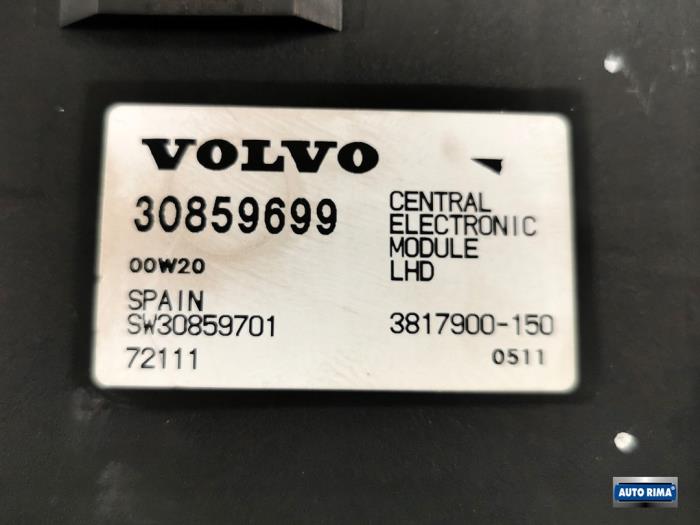 VOLVO
30859699
CENTRAL
ELECTRONIC
MODULE
LHD
00W20
SPAIN
SW30859701
3817900-150
72111
0511
AUTO RIMA®